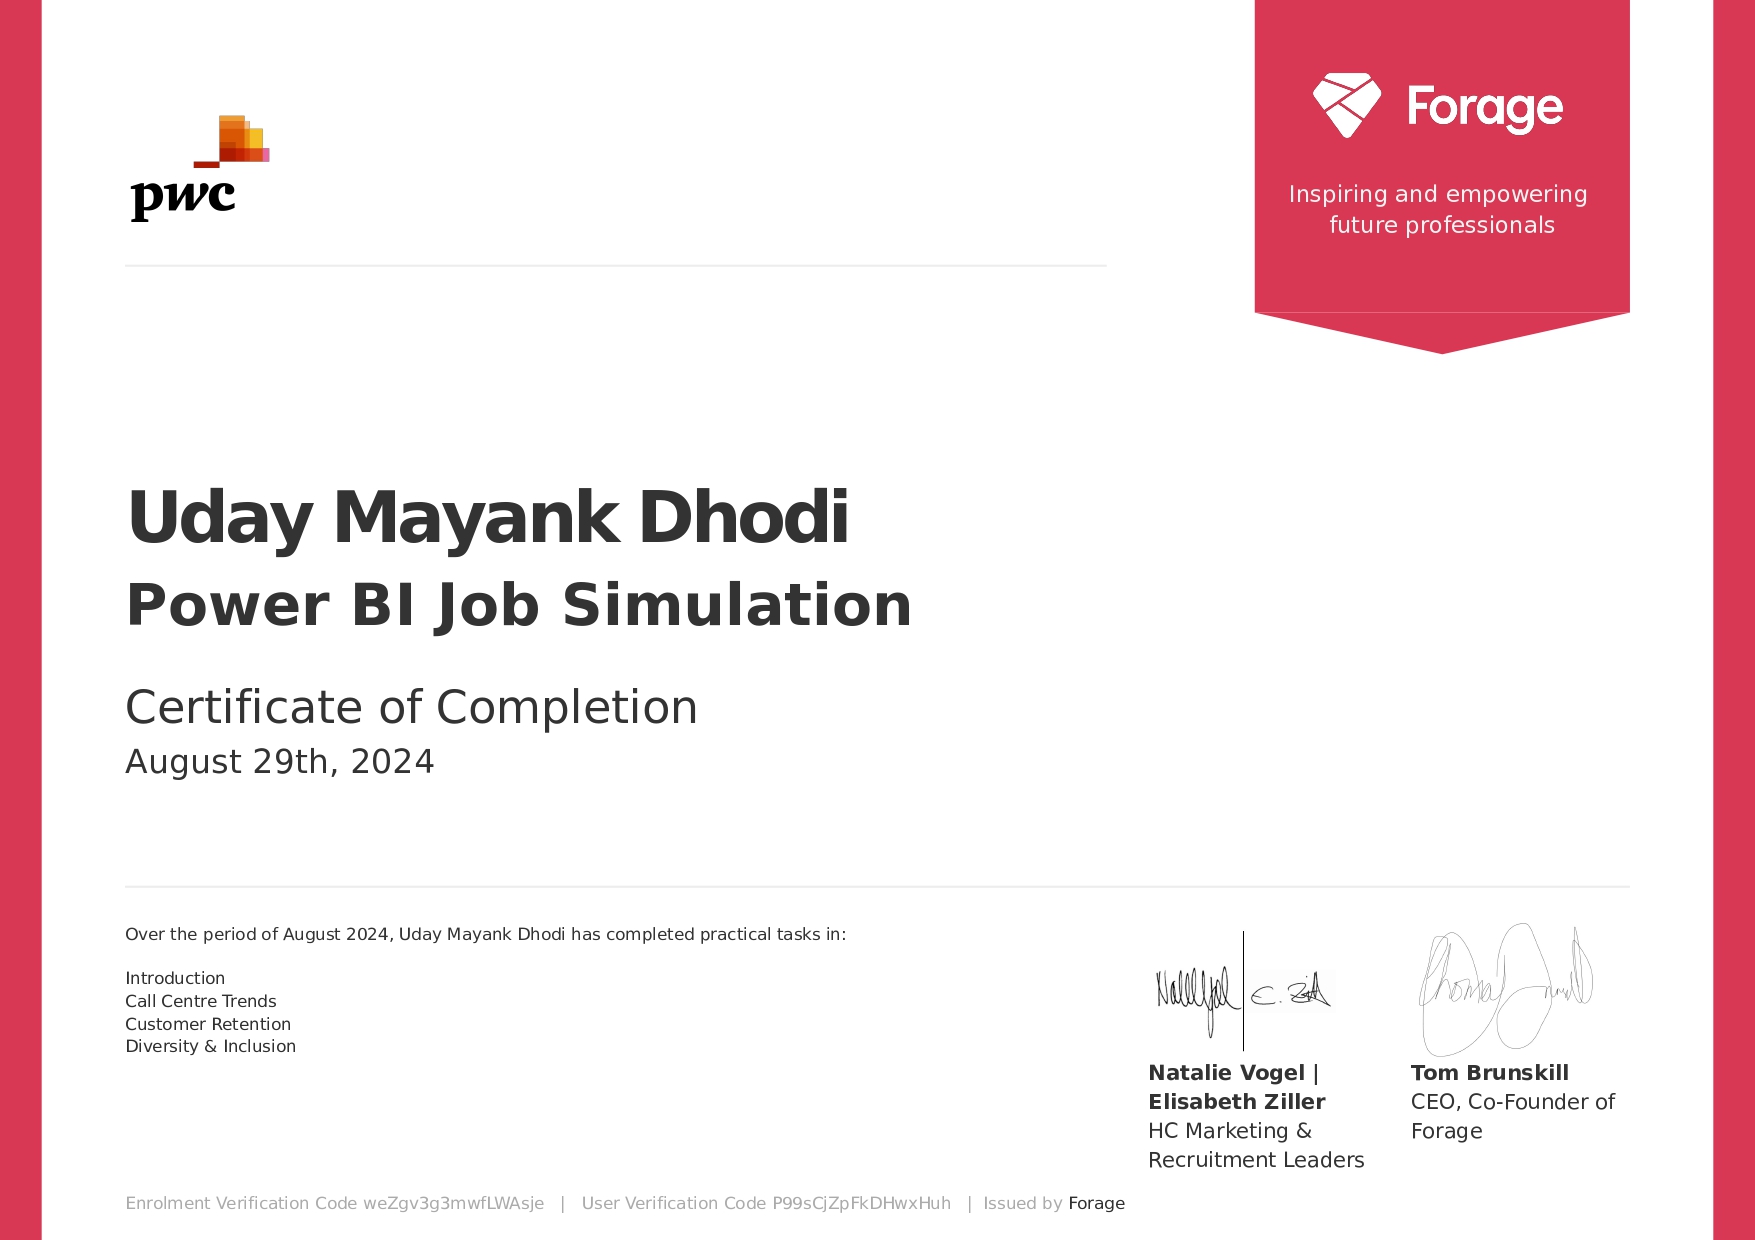 pwc
Forage
Inspiring and empowering
future professionals
Uday Mayank Dhodi
Power BI Job Simulation
Certificate of Completion
August 29th, 2024
Over the period of August 2024, Uday Mayank Dhodi has completed practical tasks in:
Introduction
Call Centre Trends
Customer Retention
Diversity & Inclusion
Natalie Vogel |
Elisabeth Ziller
HC Marketing &
Recruitment Leaders
Tom Brunskill
CEO, Co-Founder of
Forage
Enrolment Verification Code weZgv3g3mwfLWAsje | User Verification Code P99sCjZpFkDHwxHuh | Issued by Forage